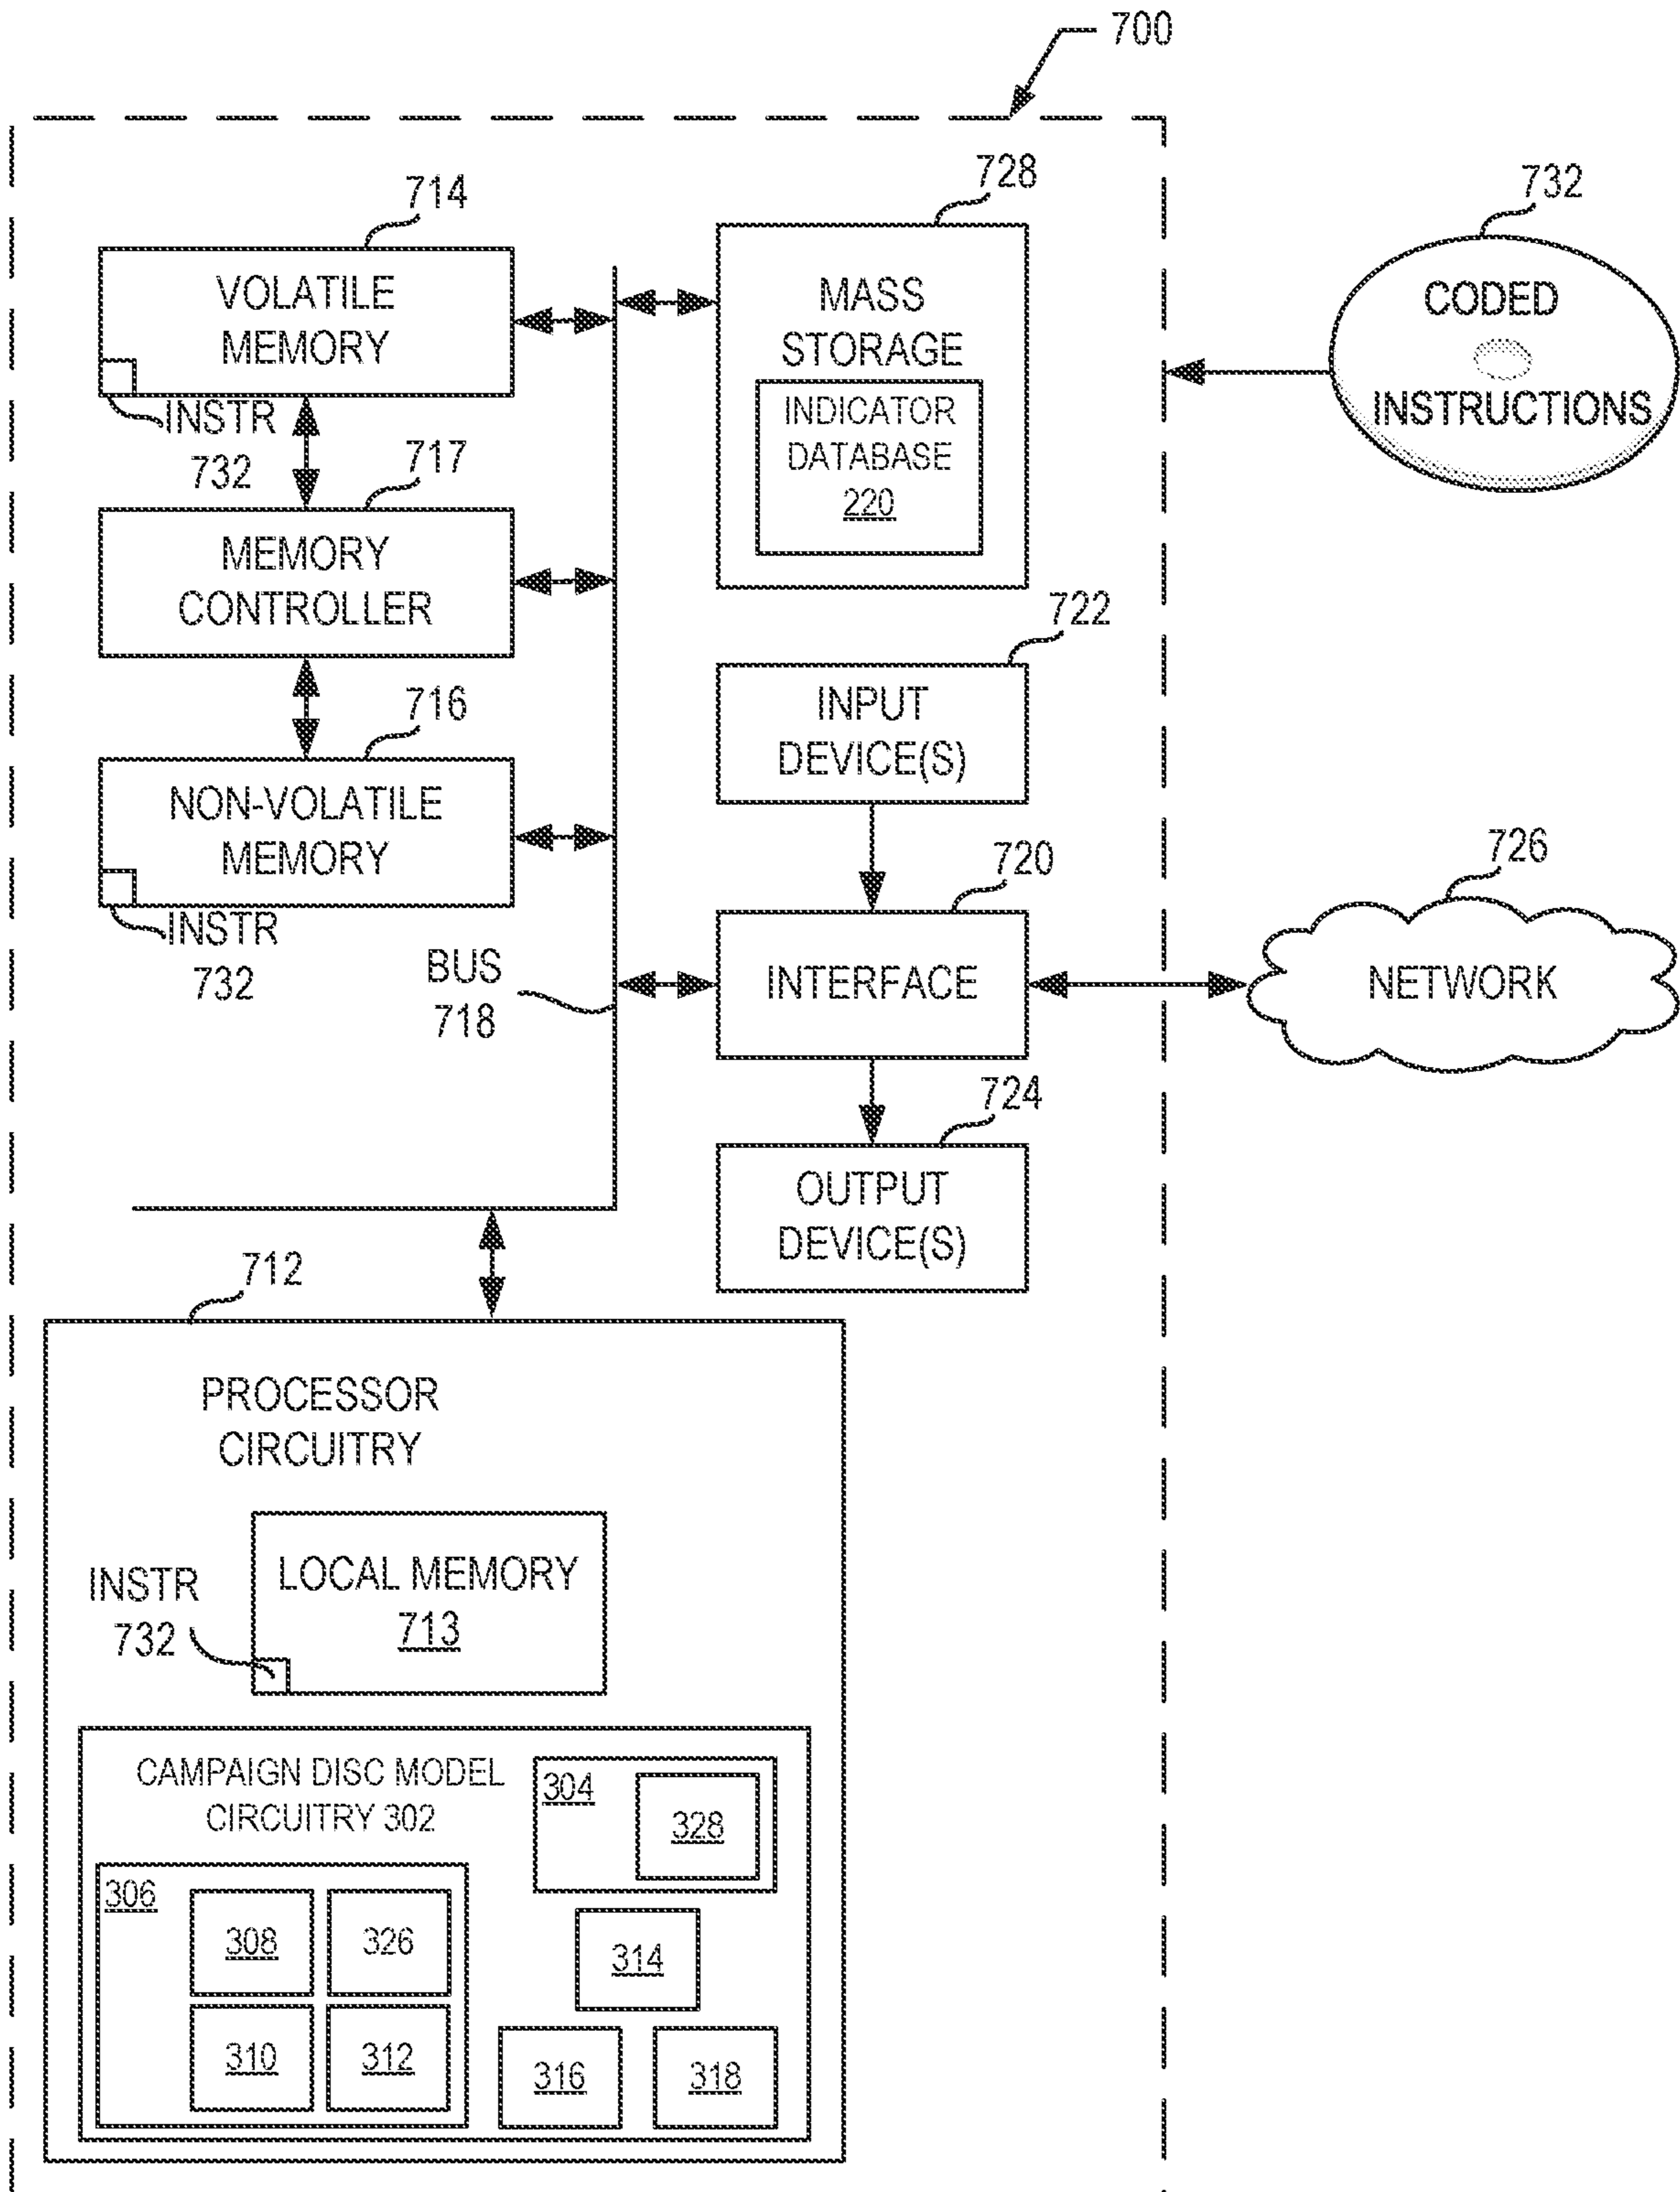 700
714
728
732
VOLATILE
MEMORY
MASS
STORAGE
CODED
INSTRUCTIONS
INSTR
732
INDICATOR
DATABASE
220
717
MEMORY
CONTROLLER
722
INPUT
DEVICE(S)
716
NON-VOLATILE
MEMORY
INSTR
732
720
726
BUS
718
INTERFACE
NETWORK
724
OUTPUT
DEVICE(S)
712
PROCESSOR
CIRCUITRY
LOCAL MEMORY
713
INSTR
732
CAMPAIGN DISC MODEL
CIRCUITRY 302
304
328
306
308
326
314
310
312
316
318